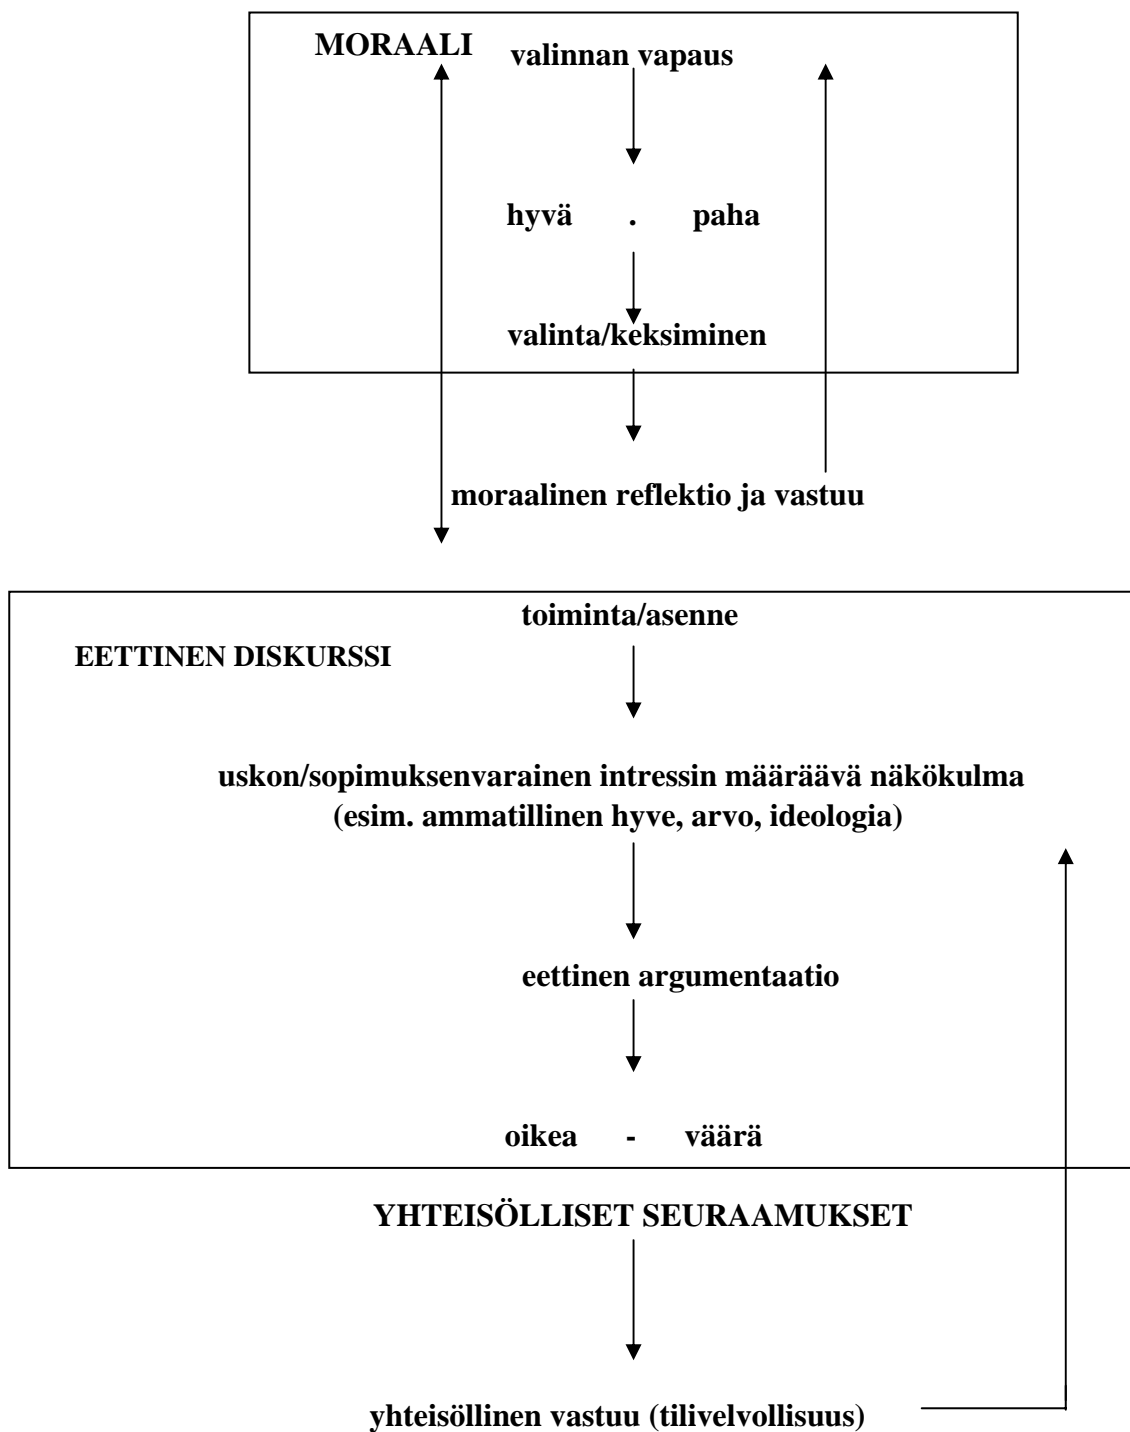 MORAALI
valinnan vapaus
hyvä . paha
valinta/keksiminen
moraalinen reflektio ja vastuu
toiminta/asenne
EETTINEN DISKURSSI
uskon/sopimuksenvarainen intressin määräävä näkökulma
(esim. ammatillinen hyve, arvo, ideologia)
eettinen argumentaatio
oikea - väärä
YHTEISÖLLISET SEURAAMUKSET
yhteisöllinen vastuu (tilivelvollisuus)